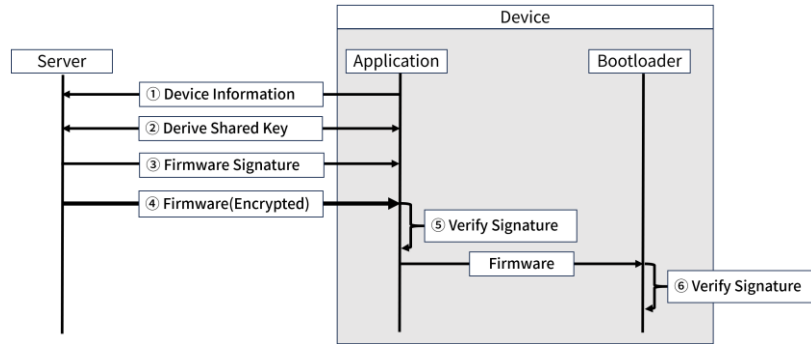 Device
Server
Application
Bootloader
① Device Information
② Derive Shared Key
③ Firmware Signature
④ Firmware(Encrypted)
⑤ Verify Signature
Firmware
⑥ Verify Signature